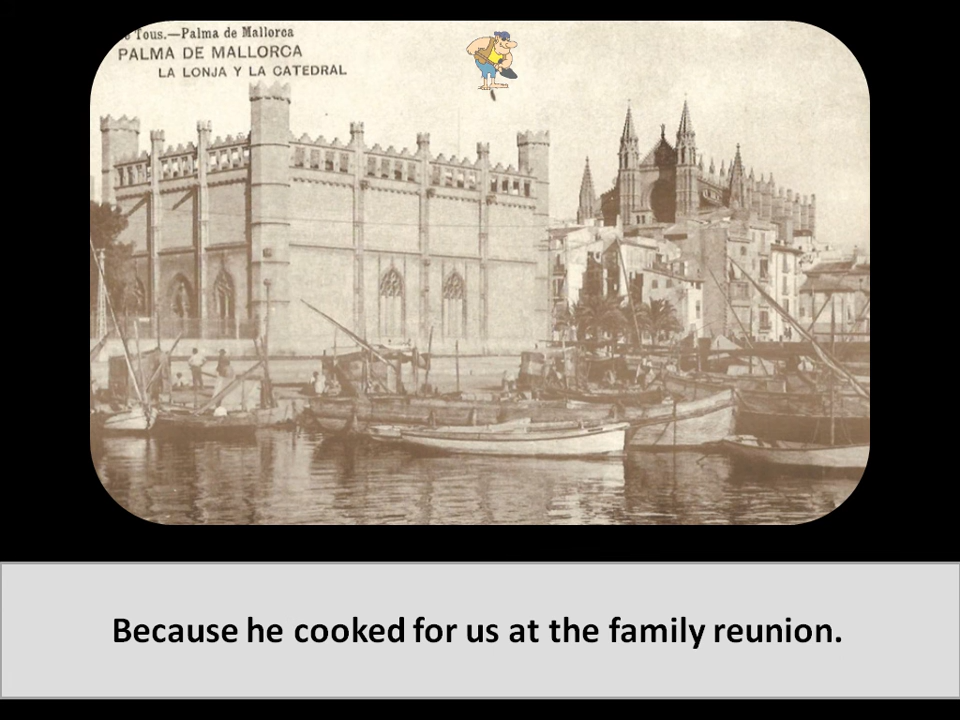 Tous.—Palma de Mallorca
PALMA DE MALLORCA
LA LONJA Y LA CATEDRAL
Because he cooked for us at the family reunion.